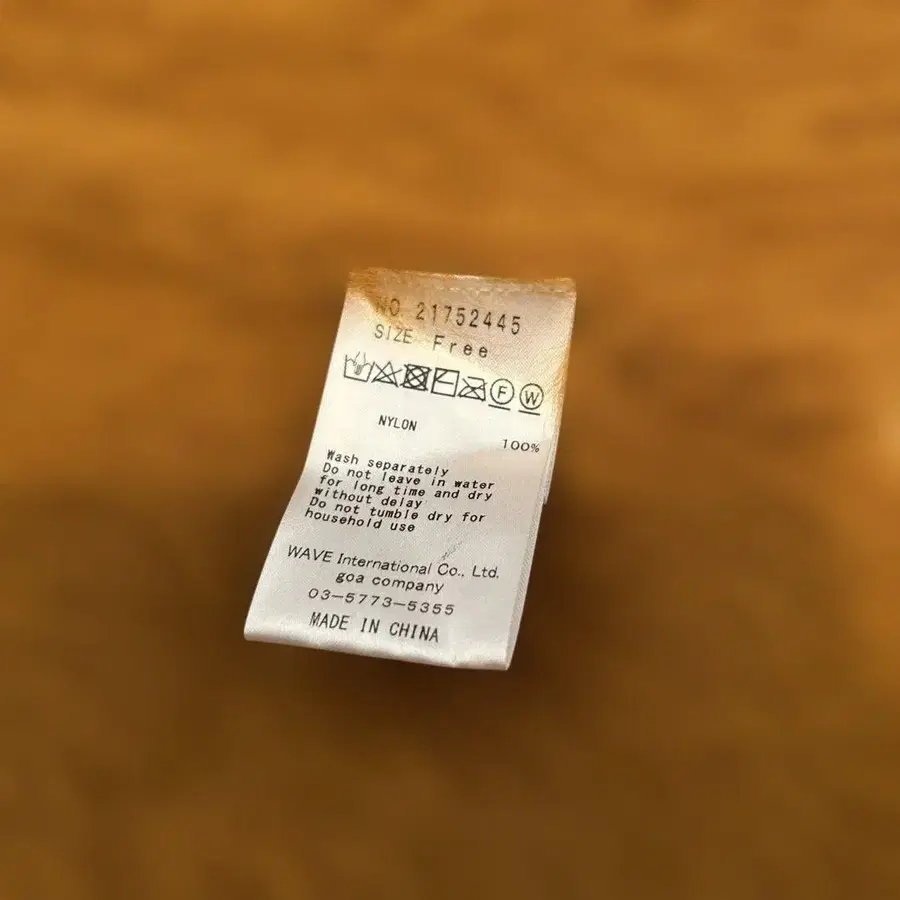 NO 21752445
SIZE Free
F W
NYLON
100%
Wash separately
Do not leave in water
for long time and dry
without delay
Do not tumble dry for
household use
WAVE International Co., Ltd.
goa company
03-5773-5355
MADE IN CHINA